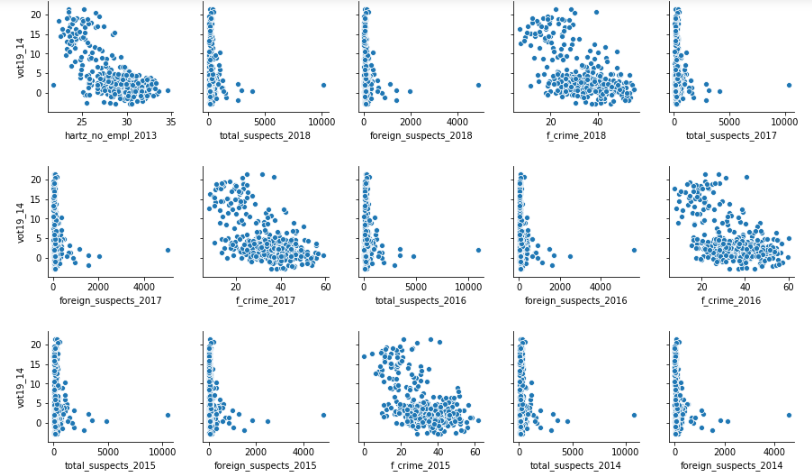 20
15
10
5
0
vot19_14
25 30 35
0 5000 10000
0 2000 4000
20 40
0 5000 10000
hartz_no_empl_2013 total_suspects_2018 foreign_suspects_2018 f_crime_2018 total_suspects_2017
20
15
10
5
0
vot19_14
0 2000 4000
20 40 60
0 5000 10000
0 2000 4000
20 40 60
foreign_suspects_2017 f_crime_2017 total_suspects_2016 foreign_suspects_2016 f_crime_2016
20
15
10
5
0
vot19_14
0 5000 10000
0 2000 4000
0 20 40 60
0 5000 10000
0 2000 4000
total_suspects_2015 foreign_suspects_2015 f_crime_2015 total_suspects_2014 foreign_suspects_2014